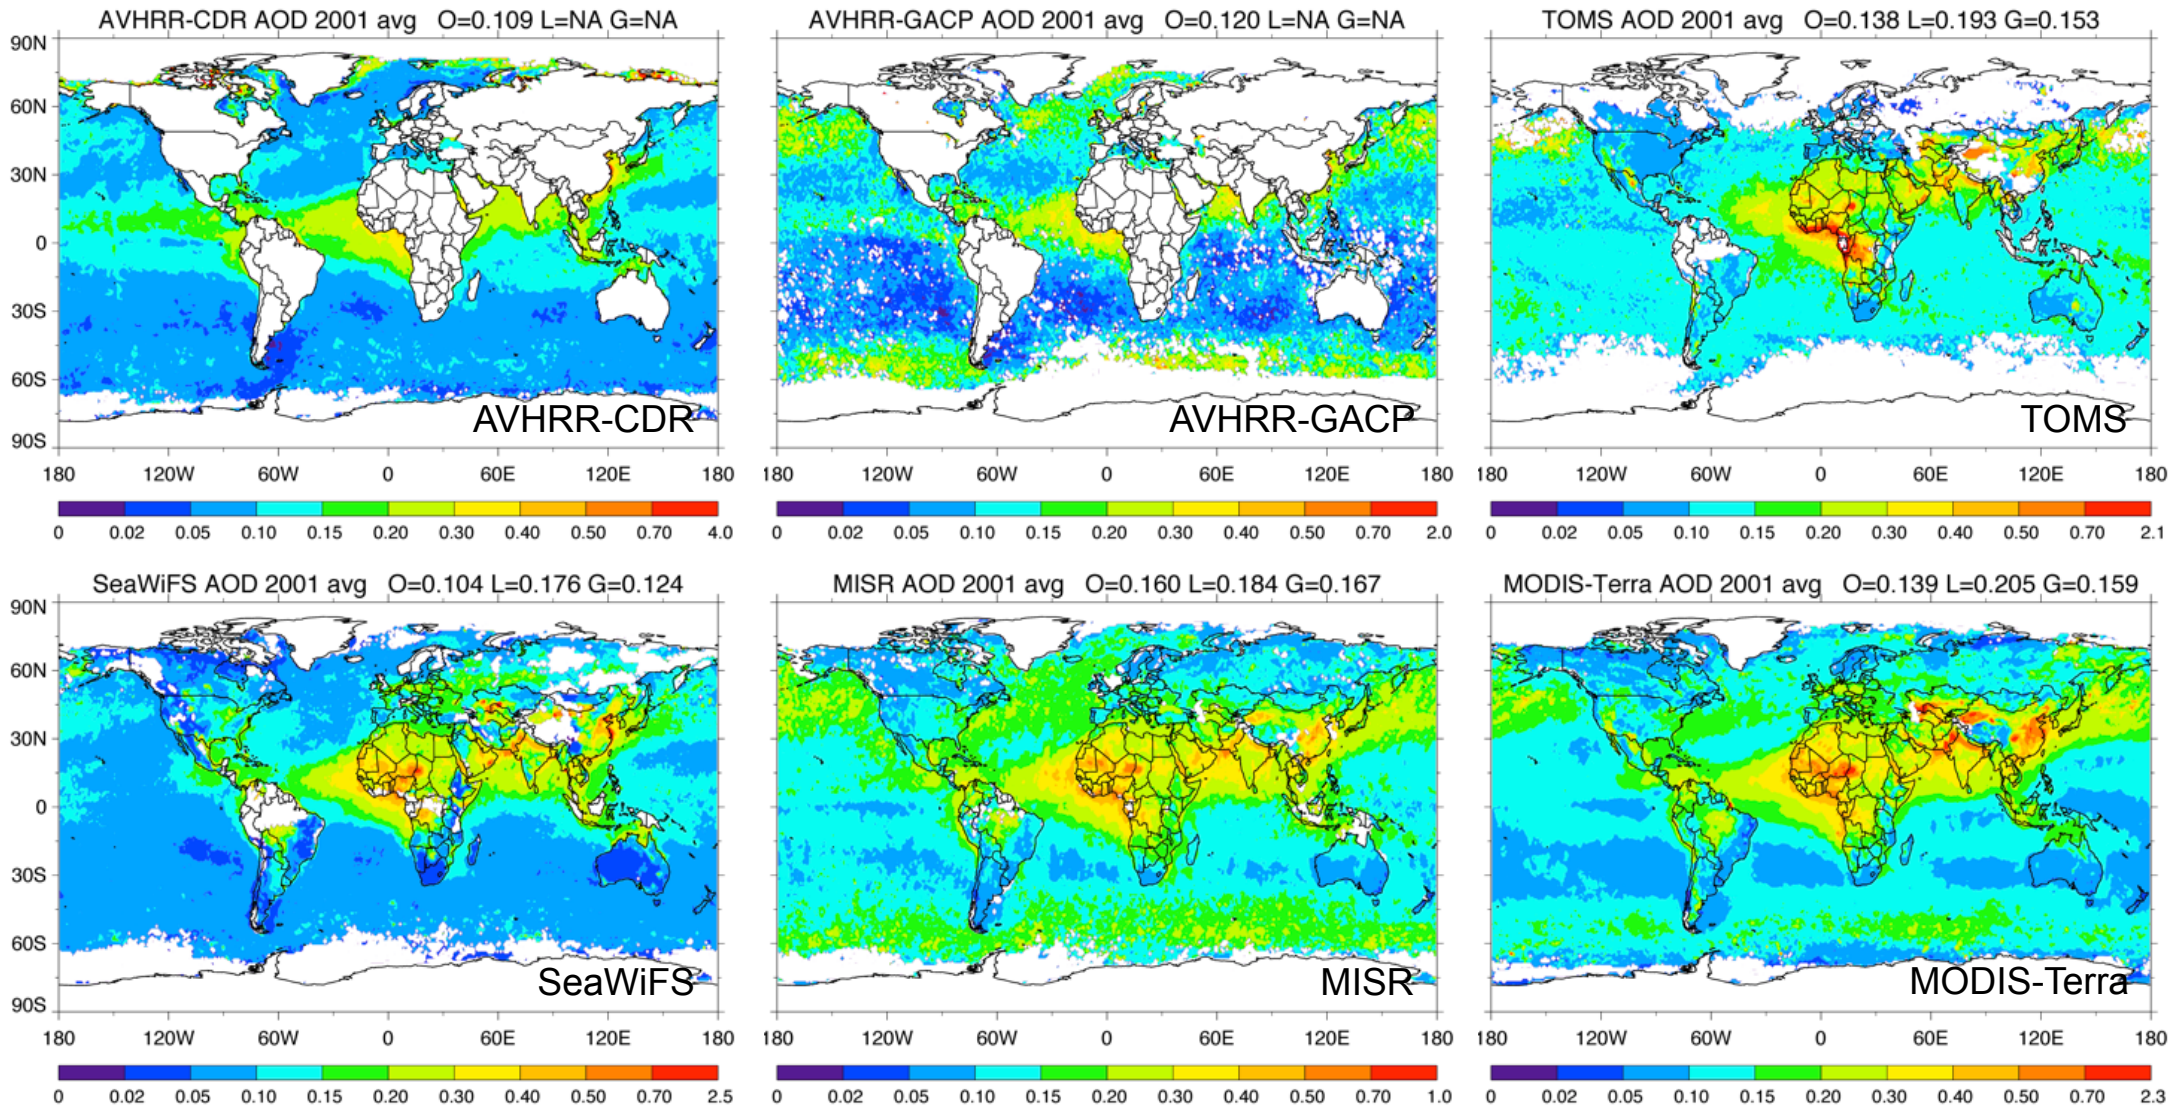 AVHRR-CDR AOD 2001 avg O=0.109 L=NA G=NA
AVHRR-GACP AOD 2001 avg O=0.120 L=NA G=NA
TOMS AOD 2001 avg O=0.138 L=0.193 G=0.153
90N
60N
30N
0
30S
60S
90S
AVHRR-CDR
AVHRR-GACP
TOMS
180 120W 60W 0 60E 120E 180
180 120W 60W 0 60E 120E 180
180 120W 60W 0 60E 120E 180
0 0.02 0.05 0.10 0.15 0.20 0.30 0.40 0.50 0.70 4.0
0 0.02 0.05 0.10 0.15 0.20 0.30 0.40 0.50 0.70 2.0
0 0.02 0.05 0.10 0.15 0.20 0.30 0.40 0.50 0.70 2.1
SeaWiFS AOD 2001 avg O=0.104 L=0.176 G=0.124
MISR AOD 2001 avg O=0.160 L=0.184 G=0.167
MODIS-Terra AOD 2001 avg O=0.139 L=0.205 G=0.159
90N
60N
30N
0
30S
60S
90S
SeaWiFS
MISR
MODIS-Terra
180 120W 60W 0 60E 120E 180
180 120W 60W 0 60E 120E 180
180 120W 60W 0 60E 120E 180
0 0.02 0.05 0.10 0.15 0.20 0.30 0.40 0.50 0.70 2.5
0 0.02 0.05 0.10 0.15 0.20 0.30 0.40 0.50 0.70 1.0
0 0.02 0.05 0.10 0.15 0.20 0.30 0.40 0.50 0.70 2.3